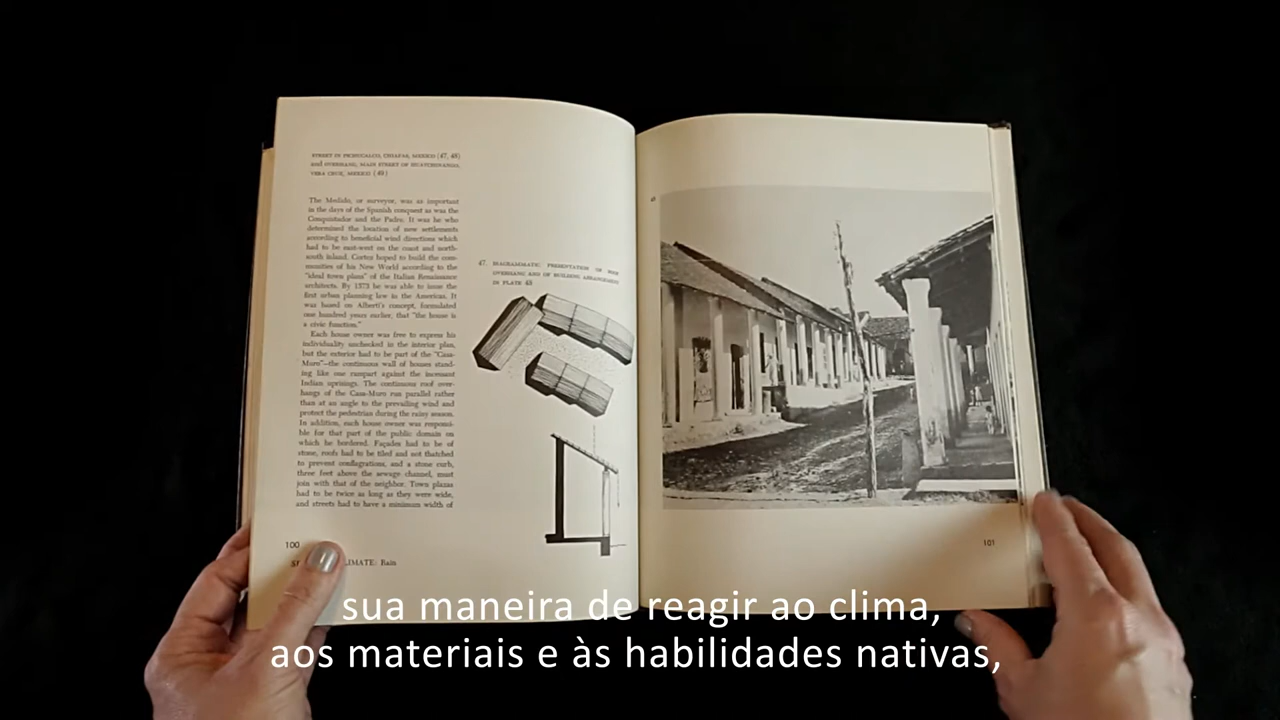 STREET IN PICHUCALCO, CHIAPAS, MEXICO (47, 48)
and OVERHANG, MAIN STREET OF HUATCHINANGO,
VERA CRUZ, MEXICO (49)
The Medido, or surveyor, was as important
in the days of the Spanish conquest as was the
Conquistador and the Padre. It was he who
determined the location of new settlements
according to beneficial wind directions which
had to be east-west on the coast and north-
south inland. Cortez hoped to build the com-
munities of his New World according to the
"ideal town plans" of the Italian Renaissance
architects. By 1573 he was able to issue the
first urban planning law in the Americas. It
was based on Alberti's concept, formulated
one hundred years earlier, that "the house is
a civic function."
Each house owner was free to express his
individuality unchecked in the interior plan,
but the exterior had to be part of the "Casa-
Muro"—the continuous wall of houses stand-
ing like one rampart against the incessant
Indian uprisings. The continuous roof over-
hangs of the Casa-Muro run parallel rather
than at an angle to the prevailing wind and
protect the pedestrian during the rainy season.
In addition, each house owner was responsi-
ble for that part of the public domain on
which he bordered. Façades had to be of
stone, roofs had to be tiled and not thatched
to prevent conflagrations, and a stone curb,
three feet above the sewage channel, must
join with that of the neighbor. Town plazas
had to be twice as long as they were wide,
and streets had to have a minimum width of
47. DIAGRAMMATIC PRESENTATION OF ROOF
OVERHANG AND OF BUILDING ARRANGEMENT
IN PLATE 48
48
100
CLIMATE: Rain
101
sua maneira de reagir ao clima,
aos materiais e às habilidades nativas,